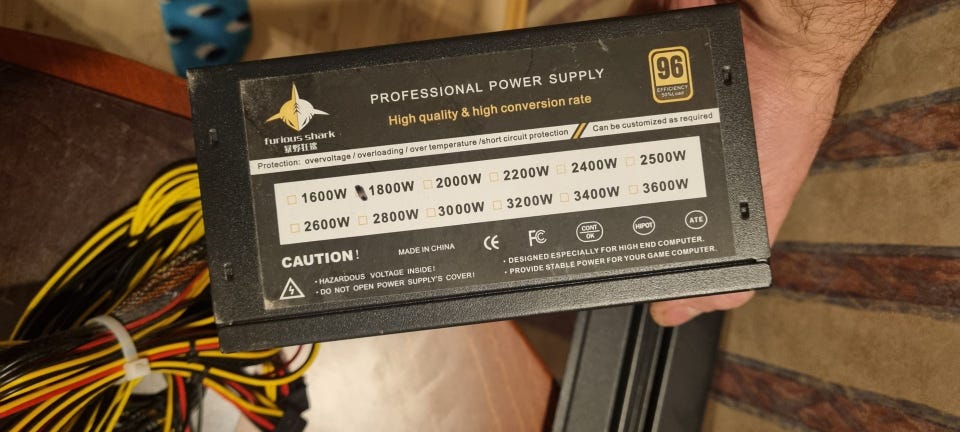 PROFESSIONAL POWER SUPPLY
High quality & high conversion rate
96
EFFICIENCY
50%Load
furious shark
暴野狂鲨
Protection: overvoltage / overloading / over temperature /short circuit protection
Can be customized as required
1600W 1800W 2000W 2200W 2400W 2500W
2600W 2800W 3000W 3200W 3400W 3600W
CAUTION!
MADE IN CHINA
CE FC CONT OK HIPOT ATE
• HAZARDOUS VOLTAGE INSIDE!
• DO NOT OPEN POWER SUPPLY'S COVER!
• DESIGNED ESPECIALLY FOR HIGH END COMPUTER.
• PROVIDE STABLE POWER FOR YOUR GAME COMPUTER.